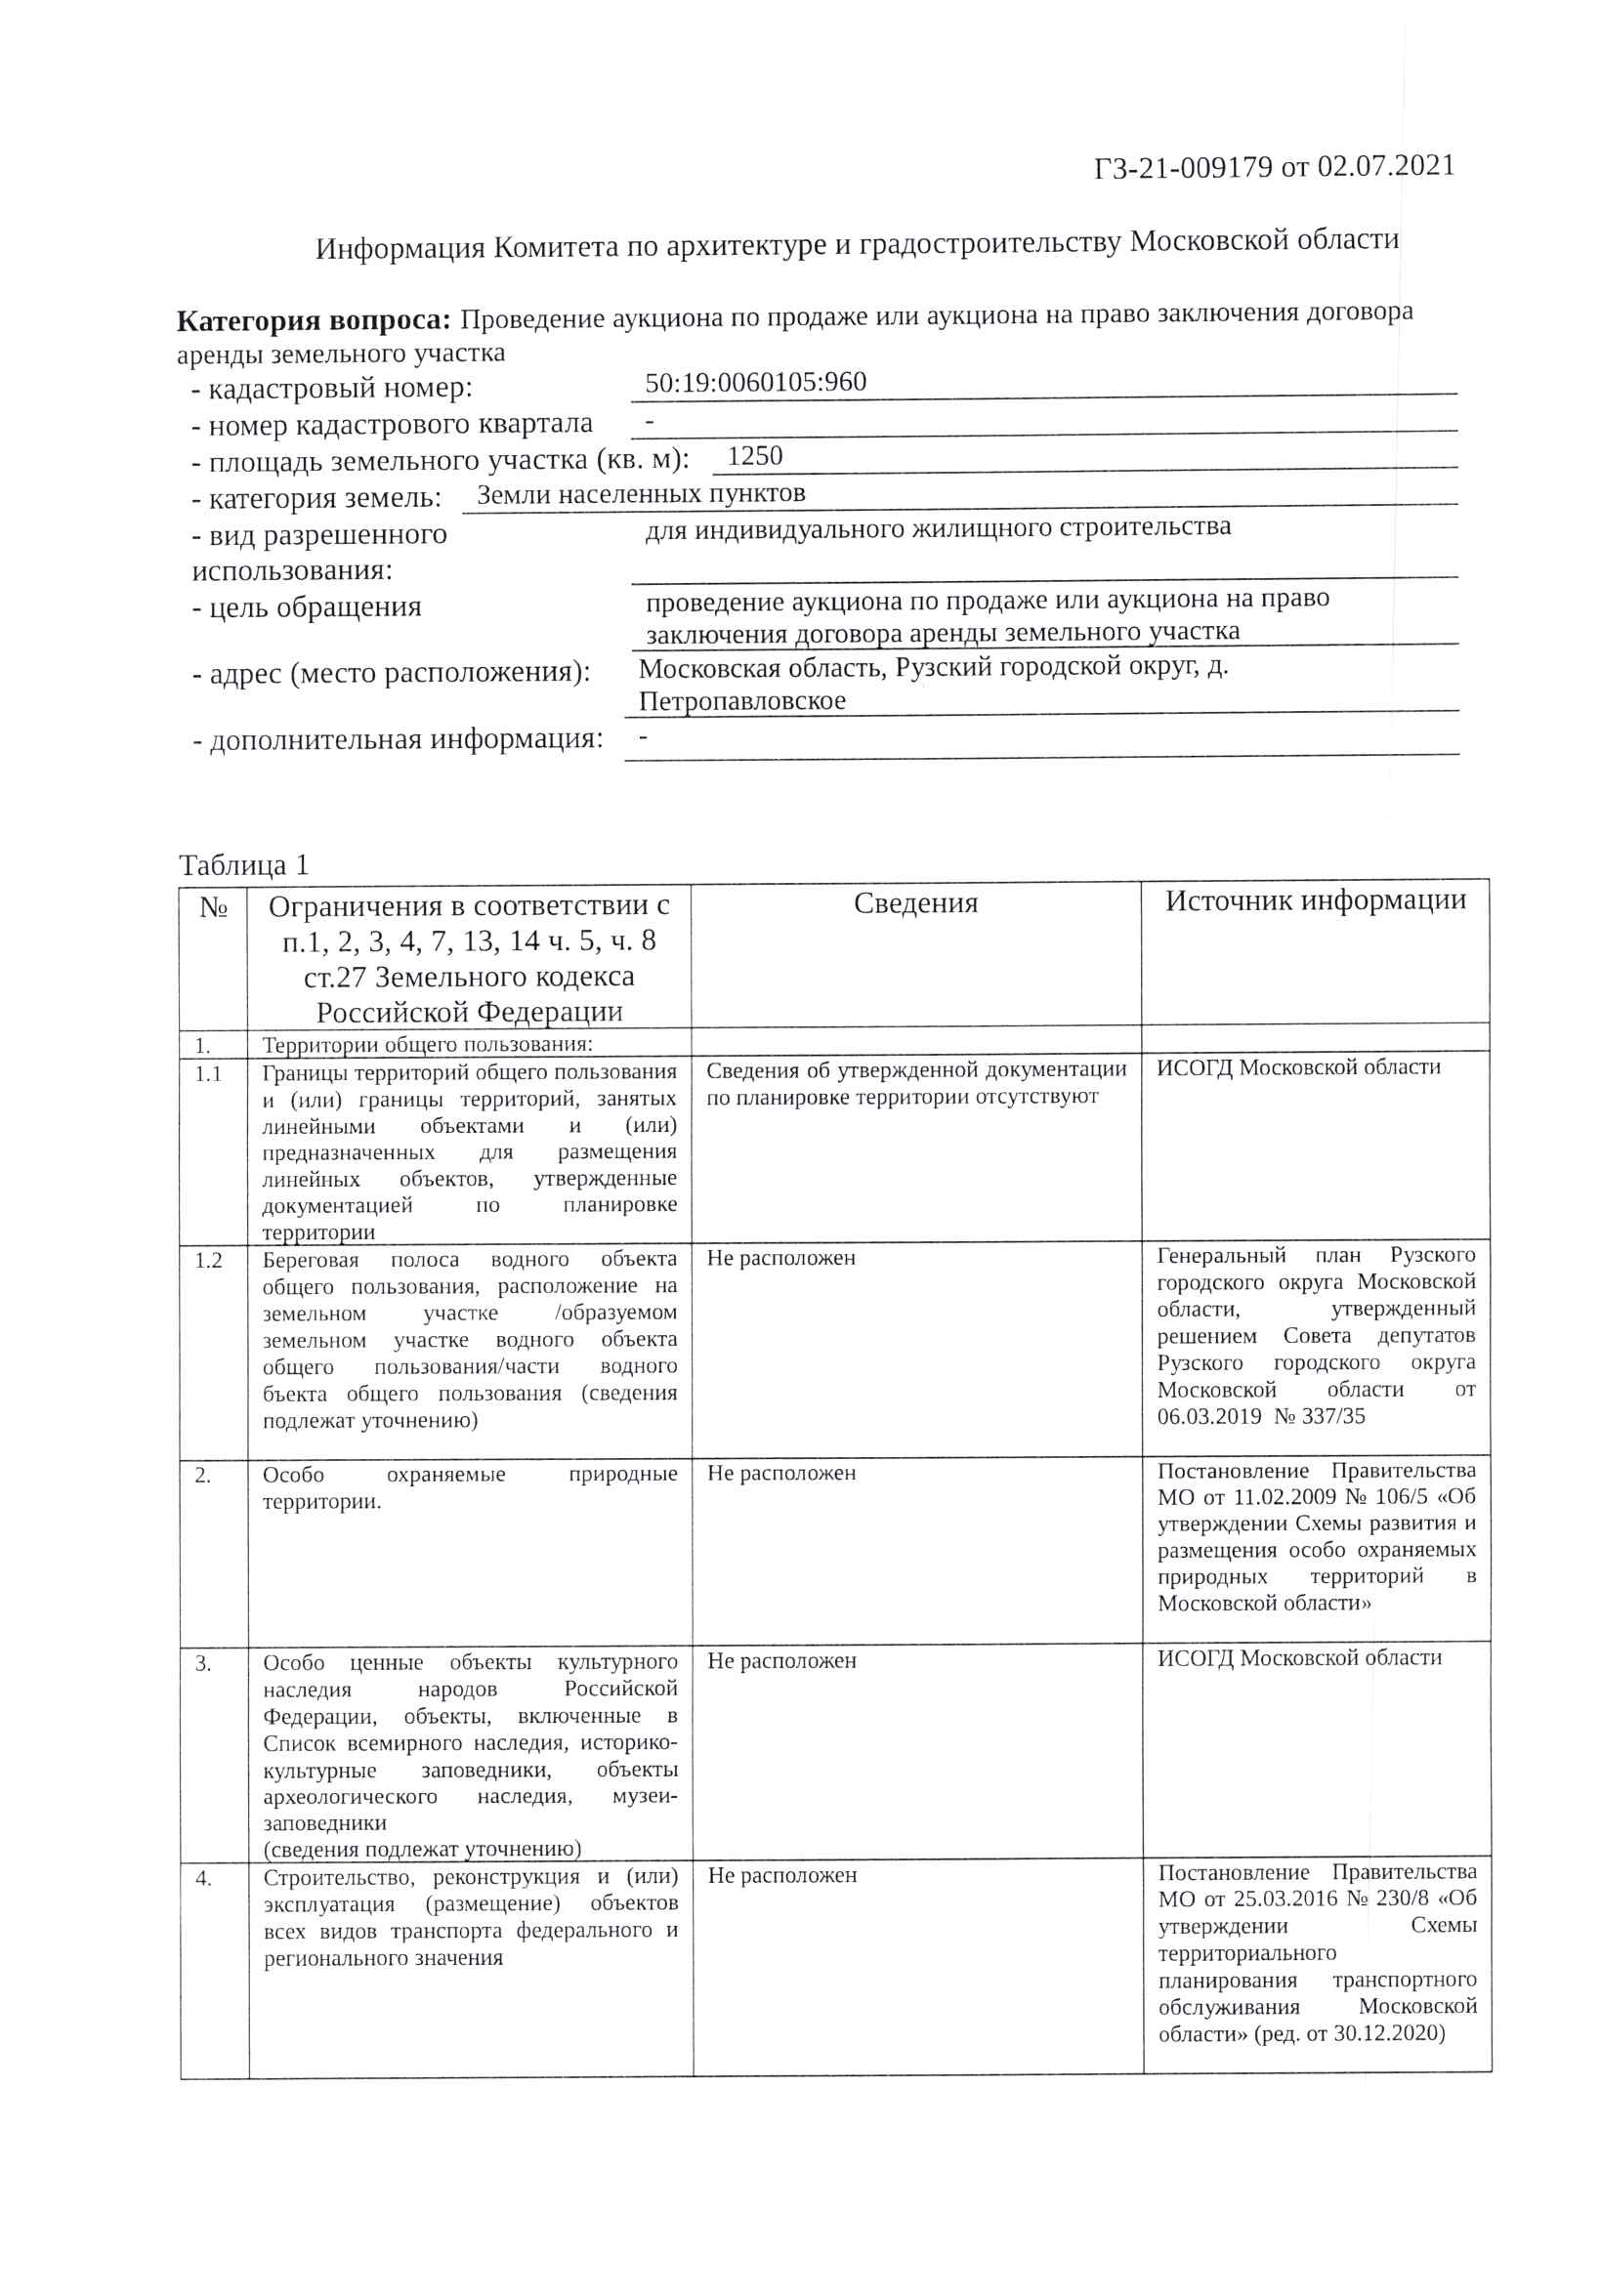 ГЗ-21-009179 от 02.07.2021
Информация Комитета по архитектуре и градостроительству Московской области
Категория вопроса: Проведение аукциона по продаже или аукциона на право заключения договора
аренды земельного участка
- кадастровый номер: 50:19:0060105:960
- номер кадастрового квартала -
- площадь земельного участка (кв. м): 1250
- категория земель: Земли населенных пунктов
- вид разрешенного для индивидуального жилищного строительства
использования:
- цель обращения проведение аукциона по продаже или аукциона на право
заключения договора аренды земельного участка
- адрес (место расположения): Московская область, Рузский городской округ, д.
Петропавловское
- дополнительная информация: -
Таблица 1
№
Ограничения в соответствии с
п.1, 2, 3, 4, 7, 13, 14 ч. 5, ч. 8
ст.27 Земельного кодекса
Российской Федерации
Сведения
Источник информации
1.
Территории общего пользования:
1.1
Границы территорий общего пользования
и (или) границы территорий, занятых
линейными объектами и (или)
предназначенных для размещения
линейных объектов, утвержденные
документацией по планировке
территории
Сведения об утвержденной документации
по планировке территории отсутствуют
ИСОГД Московской области
1.2
Береговая полоса водного объекта
общего пользования, расположение на
земельном участке /образуемом
земельном участке водного объекта
общего пользования/части водного
бъекта общего пользования (сведения
подлежат уточнению)
Не расположен
Генеральный план Рузского
городского округа Московской
области, утвержденный
решением Совета депутатов
Рузского городского округа
Московской области от
06.03.2019 № 337/35
2.
Особо охраняемые природные
территории.
Не расположен
Постановление Правительства
МО от 11.02.2009 № 106/5 «Об
утверждении Схемы развития и
размещения особо охраняемых
природных территорий в
Московской области»
3.
Особо ценные объекты культурного
наследия народов Российской
Федерации, объекты, включенные в
Список всемирного наследия, историко-
культурные заповедники, объекты
археологического наследия, музеи-
заповедники
(сведения подлежат уточнению)
Не расположен
ИСОГД Московской области
4.
Строительство, реконструкция и (или)
эксплуатация (размещение) объектов
всех видов транспорта федерального и
регионального значения
Не расположен
Постановление Правительства
МО от 25.03.2016 № 230/8 «Об
утверждении Схемы
территориального
планирования транспортного
обслуживания Московской
области» (ред. от 30.12.2020)